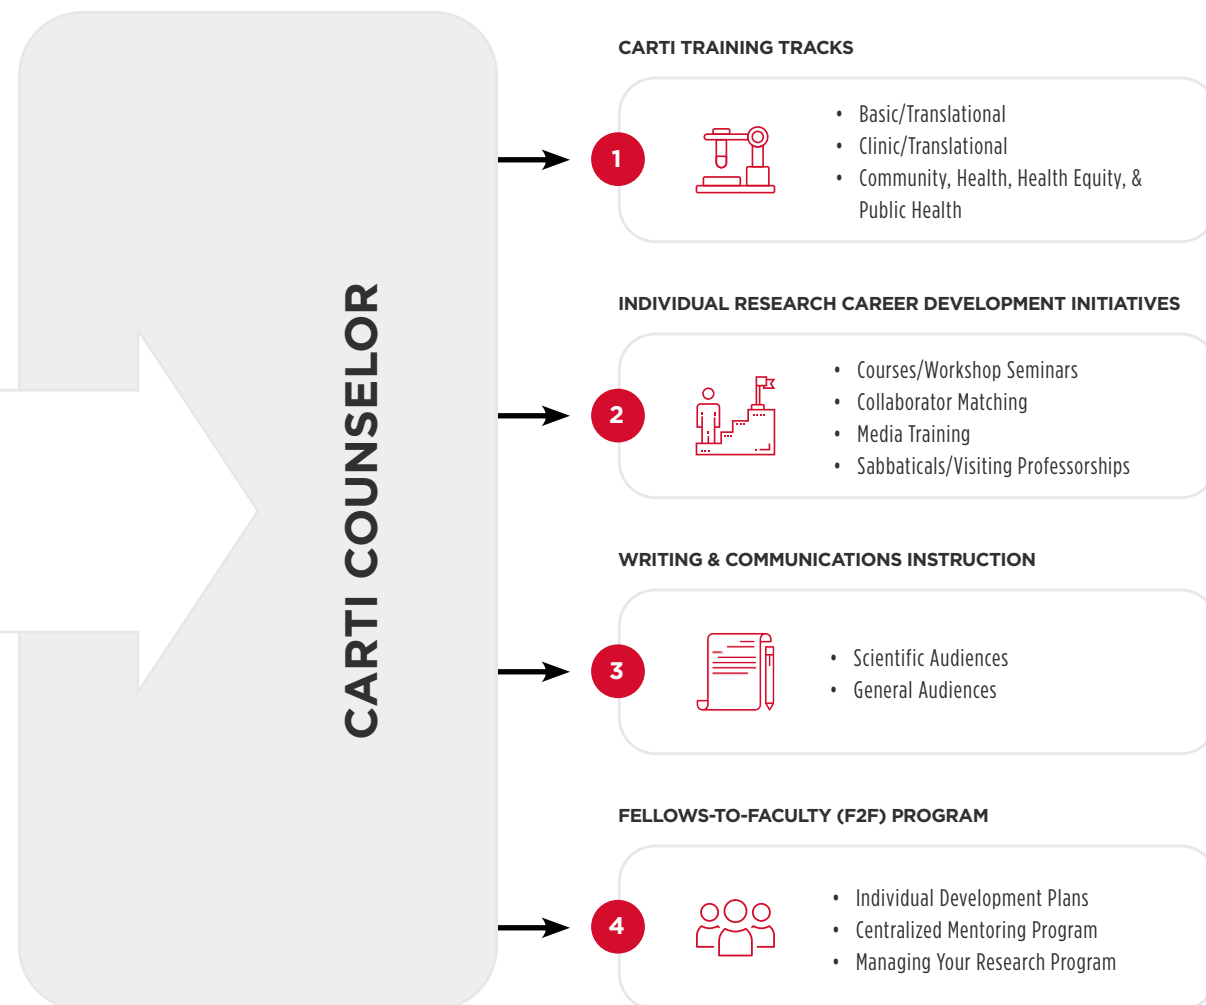 CARTI COUNSELOR
CARTI TRAINING TRACKS
1
• Basic/Translational
• Clinic/Translational
• Community, Health, Health Equity, &
Public Health
INDIVIDUAL RESEARCH CAREER DEVELOPMENT INITIATIVES
2
• Courses/Workshop Seminars
• Collaborator Matching
• Media Training
• Sabbaticals/Visiting Professorships
WRITING & COMMUNICATIONS INSTRUCTION
3
• Scientific Audiences
• General Audiences
FELLOWS-TO-FACULTY (F2F) PROGRAM
4
• Individual Development Plans
• Centralized Mentoring Program
• Managing Your Research Program